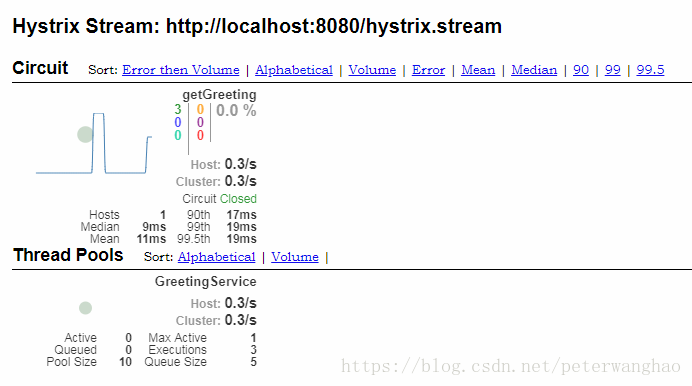 Hystrix Stream: http://localhost:8080/hystrix.stream
Circuit Sort: Error then Volume | Alphabetical | Volume | Error | Mean | Median | 90 | 99 | 99.5
getGreeting
3 0 0.0 %
0 0
0 0
Host: 0.3/s
Cluster: 0.3/s
Circuit Closed
Hosts 1 90th 17ms
Median 9ms 99th 19ms
Mean 11ms 99.5th 19ms
Thread Pools Sort: Alphabetical | Volume |
GreetingService
Host: 0.3/s
Cluster: 0.3/s
Active 0 Max Active 1
Queued 0 Executions 3
Pool Size 10 Queue Size 5
https://blog.csdn.net/peterwanghao